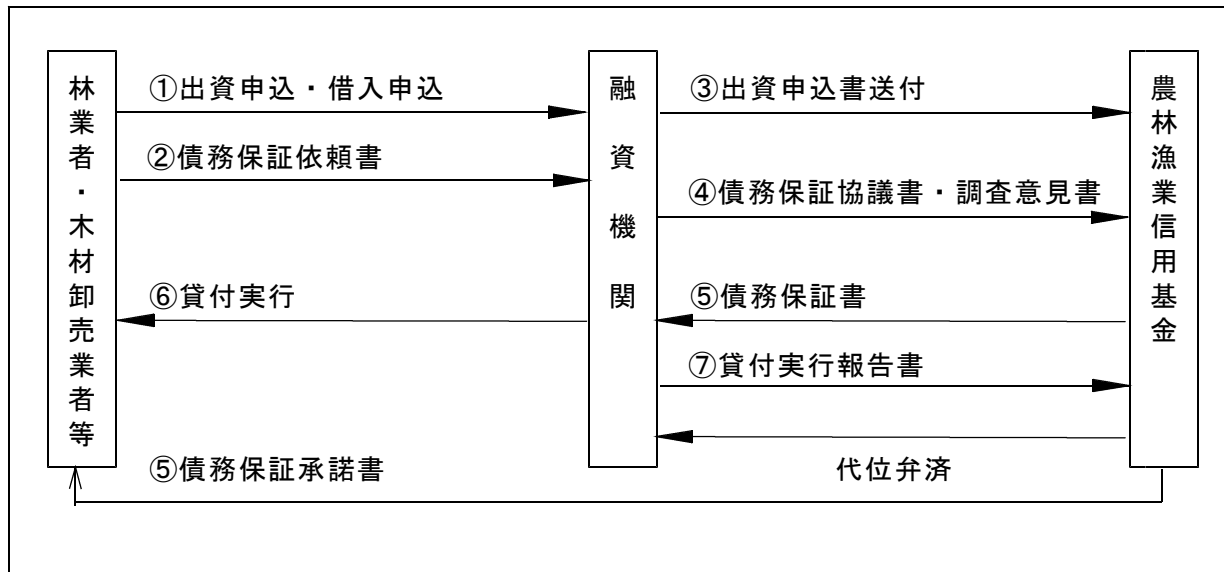 林業者・木材卸売業者等
①出資申込・借入申込
②債務保証依頼書
⑥貸付実行
⑤債務保証承諾書
融資機関
③出資申込書送付
④債務保証協議書・調査意見書
⑤債務保証書
⑦貸付実行報告書
代位弁済
農林漁業信用基金